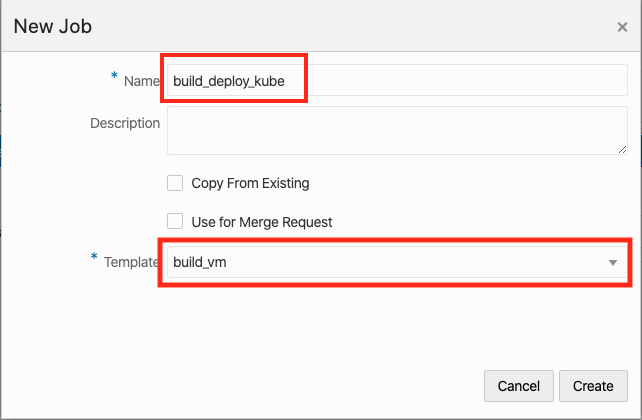 New Job ×
* Name build_deploy_kube
Description
Copy From Existing
Use for Merge Request
* Template build_vm
Cancel Create